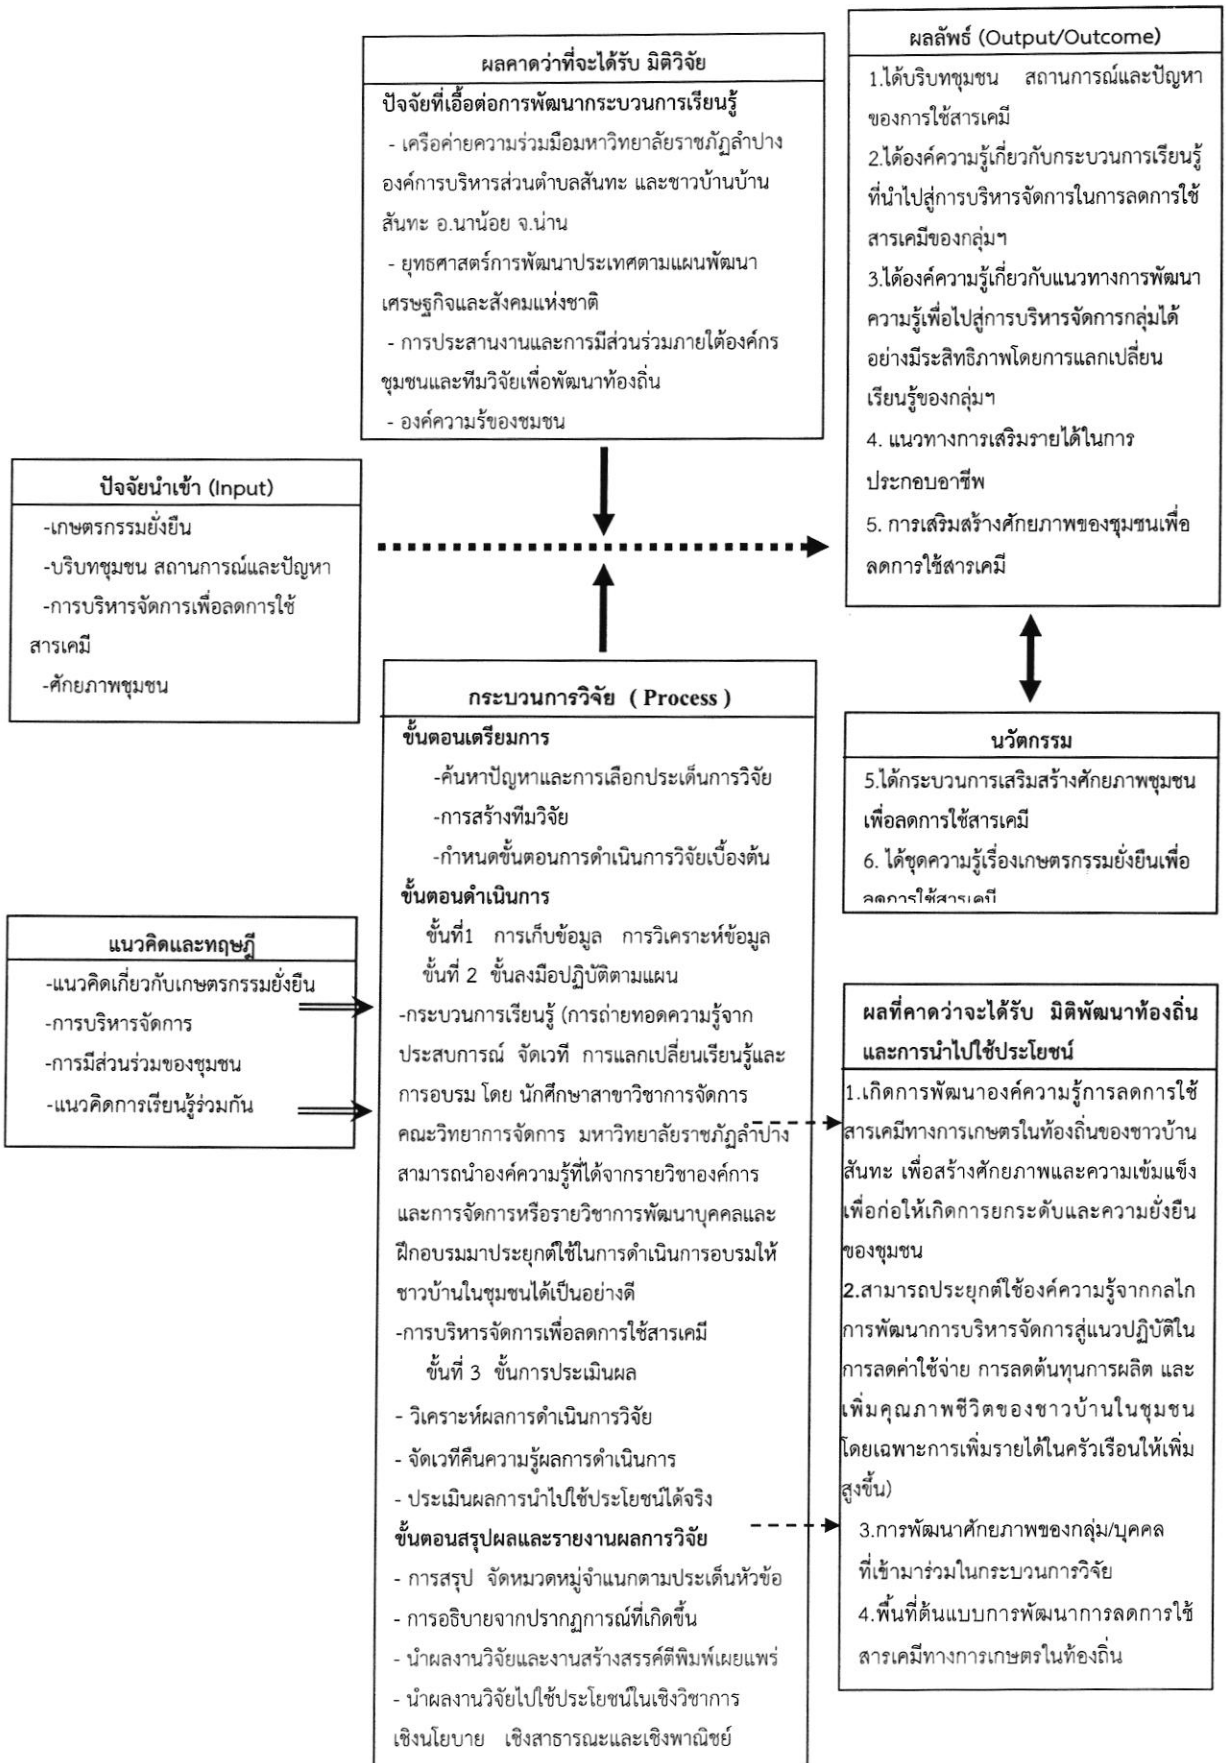 ผลคาดว่าที่จะได้รับ มิติวิจัย
ปัจจัยที่เอื้อต่อการพัฒนากระบวนการเรียนรู้
- เครือข่ายความร่วมมือมหาวิทยาลัยราชภัฏลำปาง
องค์การบริหารส่วนตำบลสันทะ และชาวบ้านบ้าน
สันทะ อ.นาน้อย จ.น่าน
- ยุทธศาสตร์การพัฒนาประเทศตามแผนพัฒนา
เศรษฐกิจและสังคมแห่งชาติ
- การประสานงานและการมีส่วนร่วมภายใต้องค์กร
ชุมชนและทีมวิจัยเพื่อพัฒนาท้องถิ่น
- องค์ความรู้ของชุมชน
ผลลัพธ์ (Output/Outcome)
1.ได้บริบทชุมชน สถานการณ์และปัญหา
ของการใช้สารเคมี
2.ได้องค์ความรู้เกี่ยวกับกระบวนการเรียนรู้
ที่นำไปสู่การบริหารจัดการในการลดการใช้
สารเคมีของกลุ่มฯ
3.ได้องค์ความรู้เกี่ยวกับแนวทางการพัฒนา
ความรู้เพื่อไปสู่การบริหารจัดการกลุ่มได้
อย่างมีระสิทธิภาพโดยการแลกเปลี่ยน
เรียนรู้ของกลุ่มฯ
4. แนวทางการเสริมรายได้ในการ
ประกอบอาชีพ
5. การเสริมสร้างศักยภาพของชุมชนเพื่อ
ลดการใช้สารเคมี
ปัจจัยนำเข้า (Input)
-เกษตรกรรมยั่งยืน
-บริบทชุมชน สถานการณ์และปัญหา
-การบริหารจัดการเพื่อลดการใช้
สารเคมี
-ศักยภาพชุมชน
กระบวนการวิจัย ( Process )
ขั้นตอนเตรียมการ
-ค้นหาปัญหาและการเลือกประเด็นการวิจัย
-การสร้างทีมวิจัย
-กำหนดขั้นตอนการดำเนินการวิจัยเบื้องต้น
ขั้นตอนดำเนินการ
ขั้นที่1 การเก็บข้อมูล การวิเคราะห์ข้อมูล
ขั้นที่ 2 ขั้นลงมือปฏิบัติตามแผน
-กระบวนการเรียนรู้ (การถ่ายทอดความรู้จาก
ประสบการณ์ จัดเวที การแลกเปลี่ยนเรียนรู้และ
การอบรม โดย นักศึกษาสาขาวิชาการจัดการ
คณะวิทยาการจัดการ มหาวิทยาลัยราชภัฏลำปาง
สามารถนำองค์ความรู้ที่ได้จากรายวิชาองค์การ
และการจัดการหรือรายวิชาการพัฒนาบุคคลและ
ฝึกอบรมมาประยุกต์ใช้ในการดำเนินการอบรมให้
ชาวบ้านในชุมชนได้เป็นอย่างดี
-การบริหารจัดการเพื่อลดการใช้สารเคมี
ขั้นที่ 3 ขั้นการประเมินผล
- วิเคราะห์ผลการดำเนินการวิจัย
- จัดเวทีคืนความรู้ผลการดำเนินการ
- ประเมินผลการนำไปใช้ประโยชน์ได้จริง
ขั้นตอนสรุปผลและรายงานผลการวิจัย
- การสรุป จัดหมวดหมู่จำแนกตามประเด็นหัวข้อ
- การอธิบายจากปรากฏการณ์ที่เกิดขึ้น
- นำผลงานวิจัยและงานสร้างสรรค์ตีพิมพ์เผยแพร่
- นำผลงานวิจัยไปใช้ประโยชน์ในเชิงวิชาการ
เชิงนโยบาย เชิงสาธารณะและเชิงพาณิชย์
นวัตกรรม
5.ได้กระบวนการเสริมสร้างศักยภาพชุมชน
เพื่อลดการใช้สารเคมี
6. ได้ชุดความรู้เรื่องเกษตรกรรมยั่งยืนเพื่อ
ลดการใช้สารเคมี
แนวคิดและทฤษฎี
-แนวคิดเกี่ยวกับเกษตรกรรมยั่งยืน
-การบริหารจัดการ
-การมีส่วนร่วมของชุมชน
-แนวคิดการเรียนรู้ร่วมกัน
ผลที่คาดว่าจะได้รับ มิติพัฒนาท้องถิ่น
และการนำไปใช้ประโยชน์
1.เกิดการพัฒนาองค์ความรู้การลดการใช้
สารเคมีทางการเกษตรในท้องถิ่นของชาวบ้าน
สันทะ เพื่อสร้างศักยภาพและความเข้มแข็ง
เพื่อก่อให้เกิดการยกระดับและความยั่งยืน
ของชุมชน
2.สามารถประยุกต์ใช้องค์ความรู้จากกลไก
การพัฒนาการบริหารจัดการสู่แนวปฏิบัติใน
การลดค่าใช้จ่าย การลดต้นทุนการผลิต และ
เพิ่มคุณภาพชีวิตของชาวบ้านในชุมชน
โดยเฉพาะการเพิ่มรายได้ในครัวเรือนให้เพิ่ม
สูงขึ้น)
3.การพัฒนาศักยภาพของกลุ่ม/บุคคล
ที่เข้ามาร่วมในกระบวนการวิจัย
4.พื้นที่ต้นแบบการพัฒนาการลดการใช้
สารเคมีทางการเกษตรในท้องถิ่น